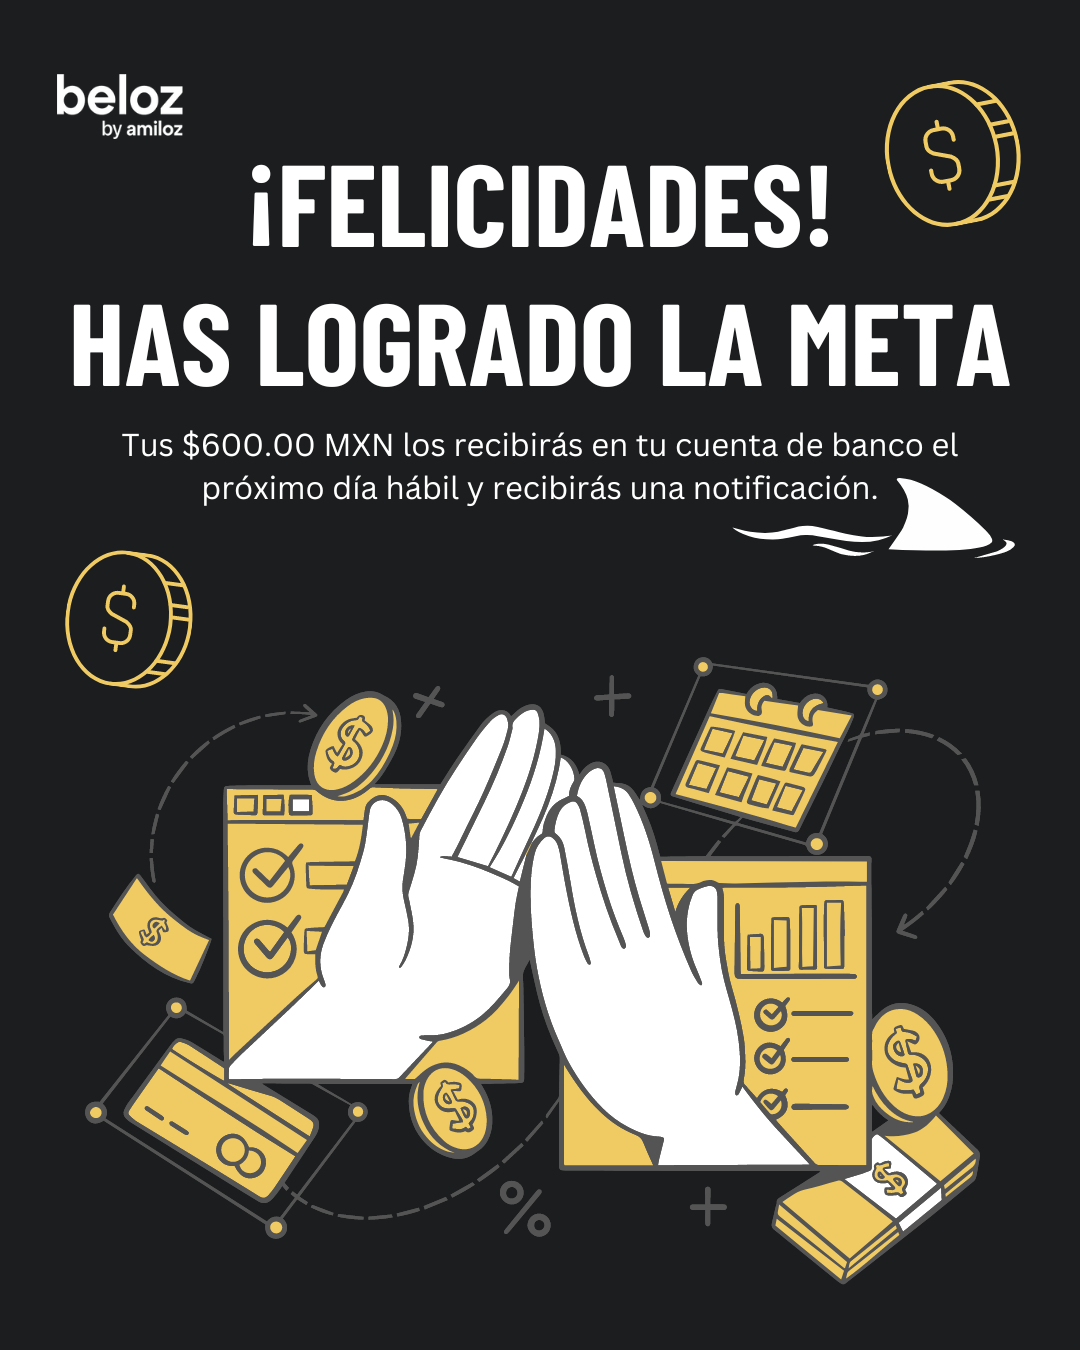 beloz
by amiloz
¡FELICIDADES!
HAS LOGRADO LA META
Tus $600.00 MXN los recibirás en tu cuenta de banco el
próximo día hábil y recibirás una notificación.
$
$
$
$
$
$
$
%